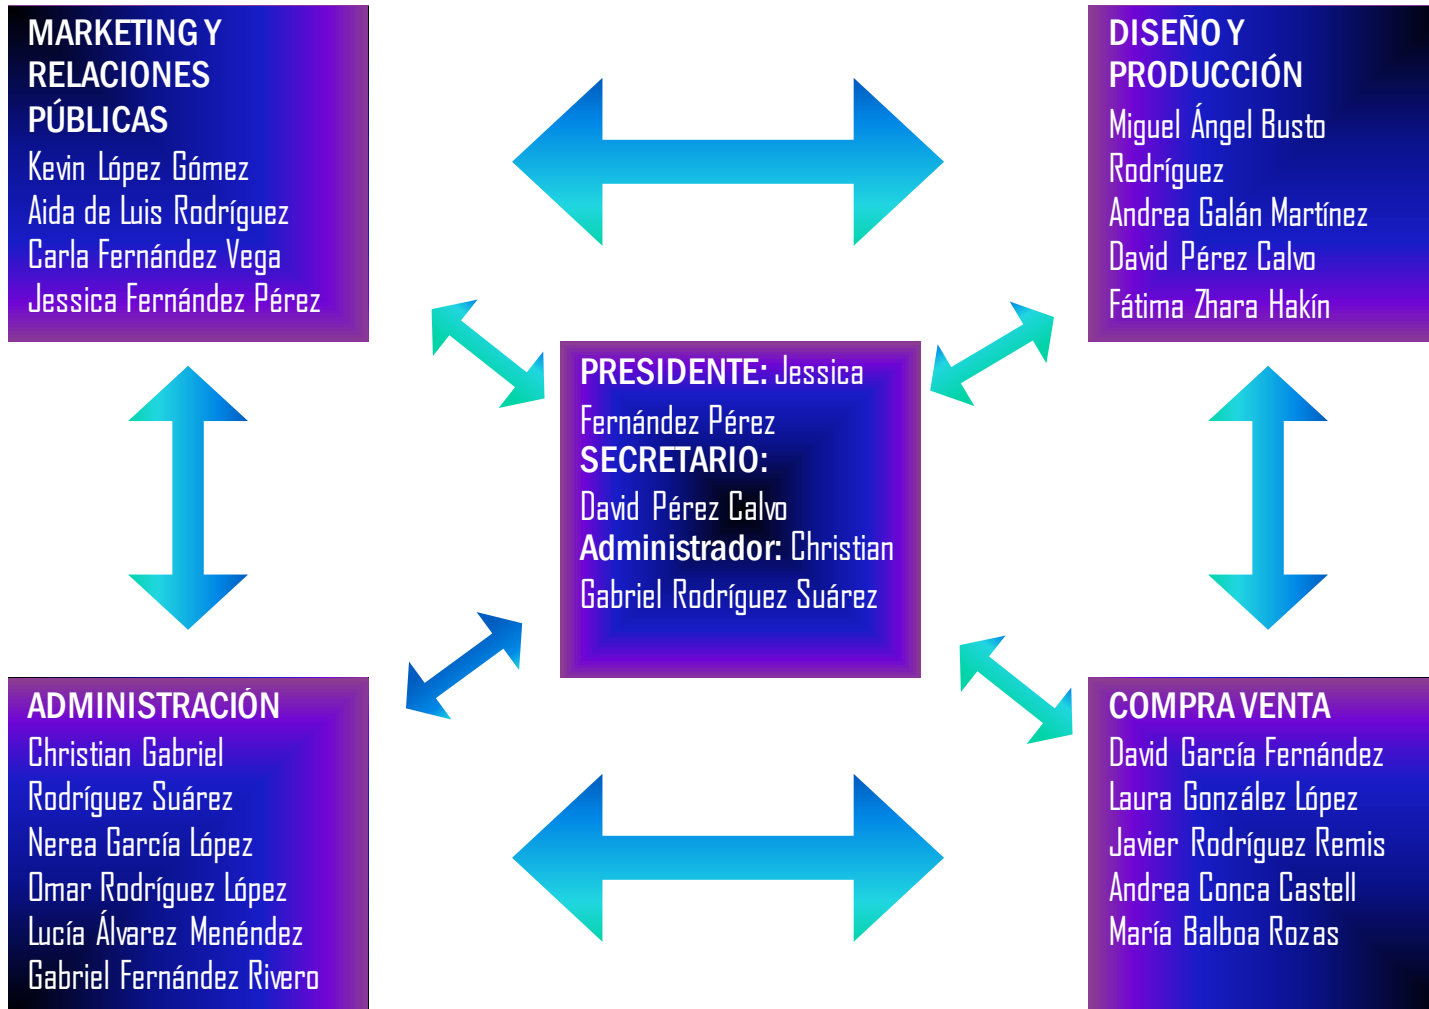 MARKETING Y
RELACIONES
PÚBLICAS
Kevin López Gómez
Aida de Luis Rodríguez
Carla Fernández Vega
Jessica Fernández Pérez
DISEÑO Y
PRODUCCIÓN
Miguel Ángel Busto
Rodríguez
Andrea Galán Martínez
David Pérez Calvo
Fátima Zhara Hakín
PRESIDENTE: Jessica
Fernández Pérez
SECRETARIO:
David Pérez Calvo
Administrador: Christian
Gabriel Rodríguez Suárez
ADMINISTRACIÓN
Christian Gabriel
Rodríguez Suárez
Nerea García López
Omar Rodríguez López
Lucía Álvarez Menéndez
Gabriel Fernández Rivero
COMPRA VENTA
David García Fernández
Laura González López
Javier Rodríguez Remis
Andrea Conca Castell
María Balboa Rozas